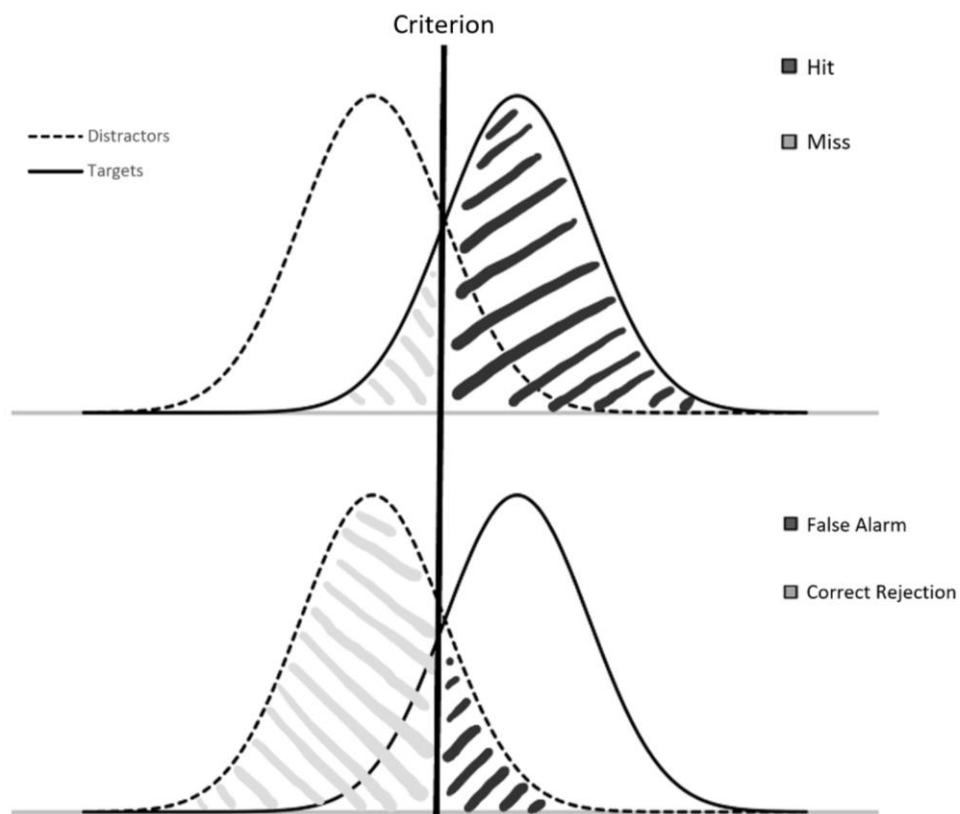 Criterion
Hit
Distractors
Miss
Targets
False Alarm
Correct Rejection